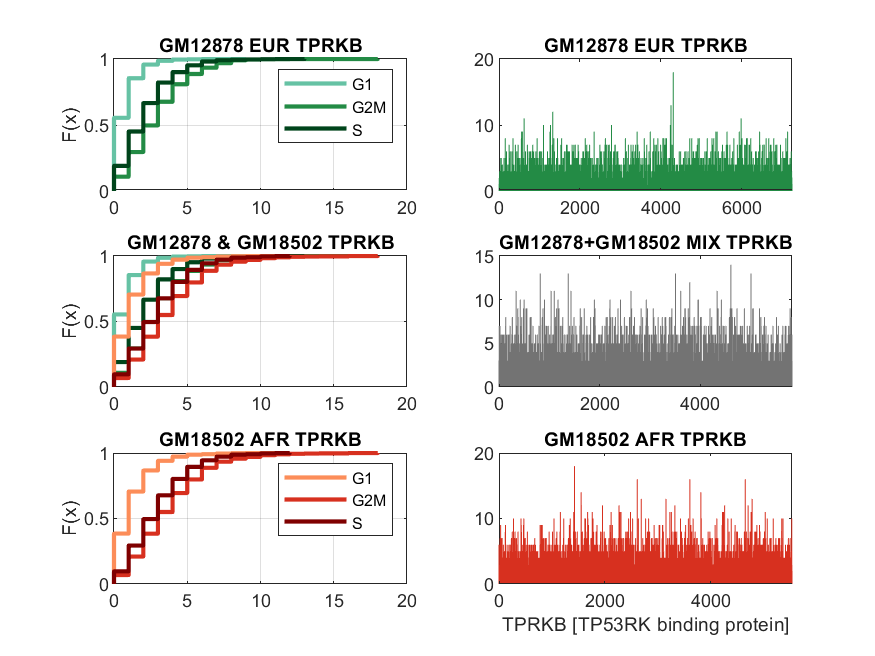 GM12878 EUR TPRKB
1
0.5
0
F(x)
0 5 10 15 20
G1
G2M
S
GM12878 EUR TPRKB
20
10
0
0 2000 4000 6000
GM12878 & GM18502 TPRKB
1
0.5
0
F(x)
0 5 10 15 20
GM12878+GM18502 MIX TPRKB
15
10
5
0
0 2000 4000
GM18502 AFR TPRKB
1
0.5
0
F(x)
0 5 10 15 20
G1
G2M
S
GM18502 AFR TPRKB
20
10
0
0 2000 4000
TPRKB [TP53RK binding protein]